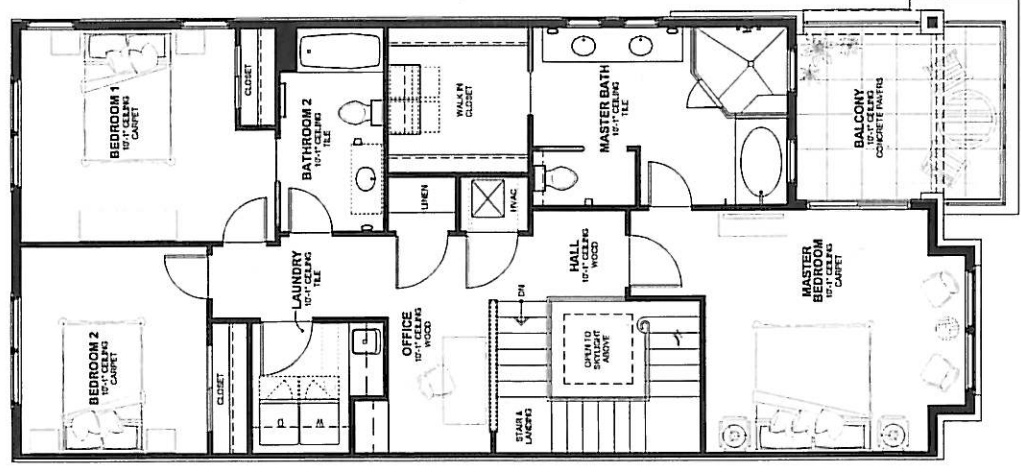 BEDROOM 1
10'-1" CEILING
CARPET
CLOSET
BATHROOM 2
10'-1" CEILING
TILE
WALK IN
CLOSET
MASTER BATH
10'-1" CEILING
TILE
BALCONY
10'-1" CEILING
CONCRETE PAVERS
LINEN
HVAC
BEDROOM 2
10'-1" CEILING
CARPET
CLOSET
LAUNDRY
10'-1" CEILING
TILE
D
W
OFFICE
10'-1" CEILING
WOOD
HALL
10'-1" CEILING
WOOD
DN
OPEN TO
SKYLIGHT
ABOVE
STAIR &
LANDING
MASTER
BEDROOM
10'-1" CEILING
CARPET